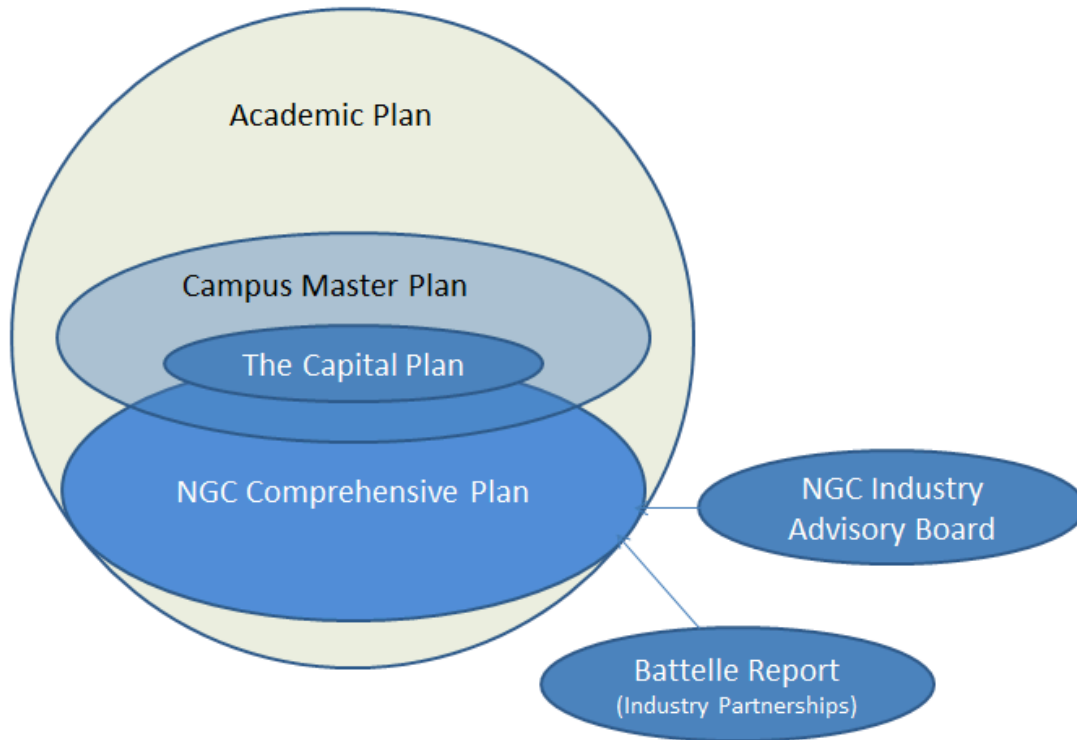 Academic Plan
Campus Master Plan
The Capital Plan
NGC Comprehensive Plan
NGC Industry
Advisory Board
Battelle Report
(Industry Partnerships)